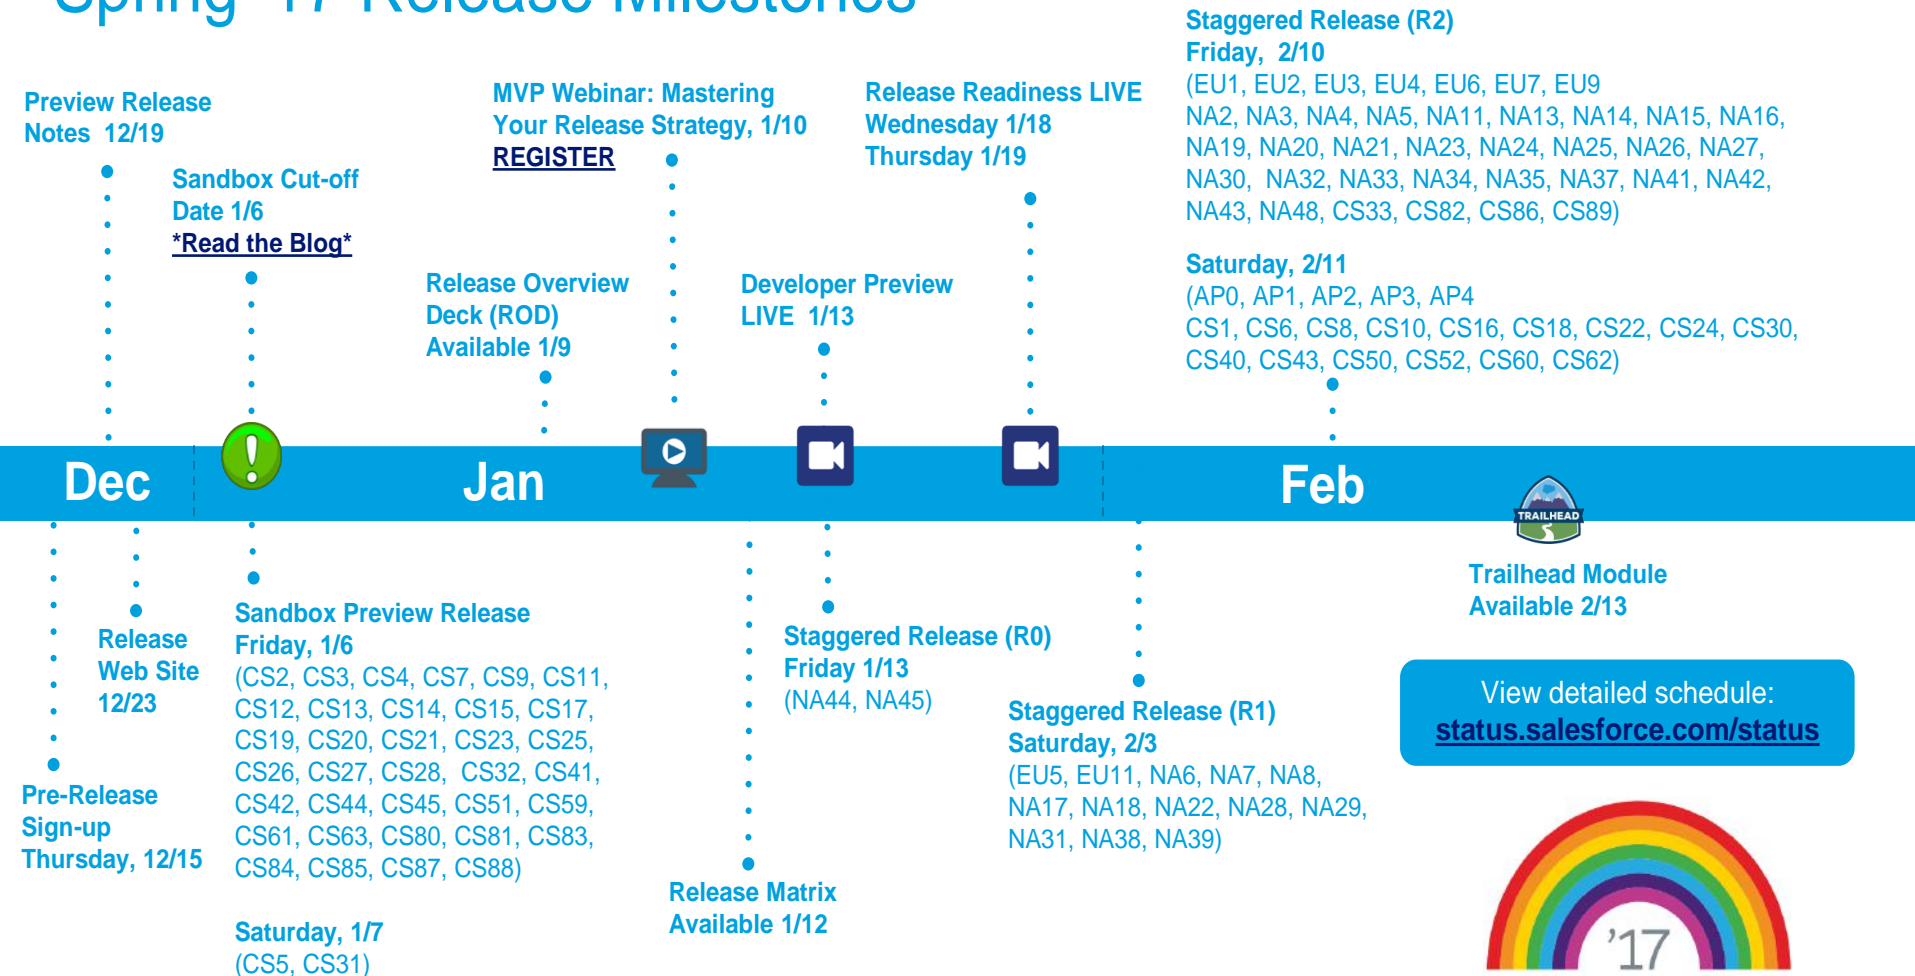 Spring '17 Release Milestones
Preview Release
Notes 12/19
Sandbox Cut-off
Date 1/6
*Read the Blog*
Release Overview
Deck (ROD)
Available 1/9
MVP Webinar: Mastering
Your Release Strategy, 1/10
REGISTER
Developer Preview
LIVE 1/13
Release Readiness LIVE
Wednesday 1/18
Thursday 1/19
Staggered Release (R2)
Friday, 2/10
(EU1, EU2, EU3, EU4, EU6, EU7, EU9
NA2, NA3, NA4, NA5, NA11, NA13, NA14, NA15, NA16,
NA19, NA20, NA21, NA23, NA24, NA25, NA26, NA27,
NA30, NA32, NA33, NA34, NA35, NA37, NA41, NA42,
NA43, NA48, CS33, CS82, CS86, CS89)
Saturday, 2/11
(AP0, AP1, AP2, AP3, AP4
CS1, CS6, CS8, CS10, CS16, CS18, CS22, CS24, CS30,
CS40, CS43, CS50, CS52, CS60, CS62)
Dec
Jan
Feb
TRAILHEAD
Pre-Release
Sign-up
Thursday, 12/15
Release
Web Site
12/23
Sandbox Preview Release
Friday, 1/6
(CS2, CS3, CS4, CS7, CS9, CS11,
CS12, CS13, CS14, CS15, CS17,
CS19, CS20, CS21, CS23, CS25,
CS26, CS27, CS28, CS32, CS41,
CS42, CS44, CS45, CS51, CS59,
CS61, CS63, CS80, CS81, CS83,
CS84, CS85, CS87, CS88)
Saturday, 1/7
(CS5, CS31)
Release Matrix
Available 1/12
Staggered Release (R0)
Friday 1/13
(NA44, NA45)
Staggered Release (R1)
Saturday, 2/3
(EU5, EU11, NA6, NA7, NA8,
NA17, NA18, NA22, NA28, NA29,
NA31, NA38, NA39)
Trailhead Module
Available 2/13
View detailed schedule:
status.salesforce.com/status
'17